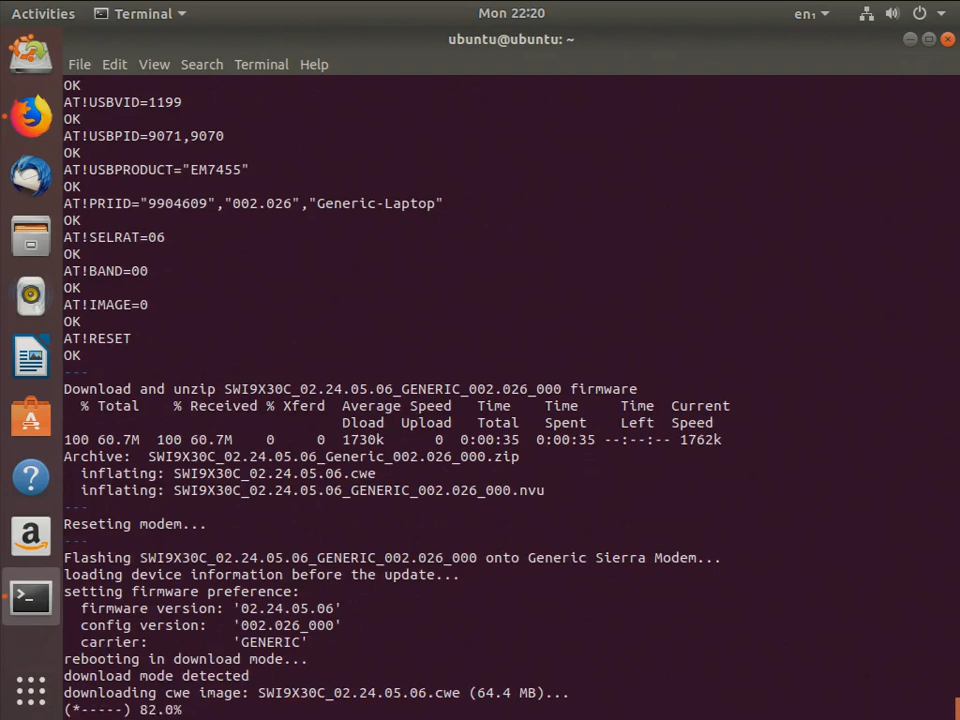 Activities Terminal Mon 22:20 en₁
ubuntu@ubuntu: ~
File Edit View Search Terminal Help
OK
AT!USBVID=1199
OK
AT!USBPID=9071,9070
OK
AT!USBPRODUCT="EM7455"
OK
AT!PRIID="9904609","002.026","Generic-Laptop"
OK
AT!SELRAT=06
OK
AT!BAND=00
OK
AT!IMAGE=0
OK
AT!RESET
OK
---
Download and unzip SWI9X30C_02.24.05.06_GENERIC_002.026_000 firmware
  % Total    % Received % Xferd  Average Speed   Time    Time     Time  Current
                                 Dload  Upload   Total   Spent    Left  Speed
100 60.7M  100 60.7M    0     0  1730k      0  0:00:35  0:00:35 --:--:-- 1762k
Archive:  SWI9X30C_02.24.05.06_Generic_002.026_000.zip
  inflating: SWI9X30C_02.24.05.06.cwe
  inflating: SWI9X30C_02.24.05.06_GENERIC_002.026_000.nvu
---
Reseting modem...
---
Flashing SWI9X30C_02.24.05.06_GENERIC_002.026_000 onto Generic Sierra Modem...
loading device information before the update...
setting firmware preference:
  firmware version: '02.24.05.06'
  config version:   '002.026_000'
  carrier:          'GENERIC'
rebooting in download mode...
download mode detected
downloading cwe image: SWI9X30C_02.24.05.06.cwe (64.4 MB)...
(*-----) 82.0%